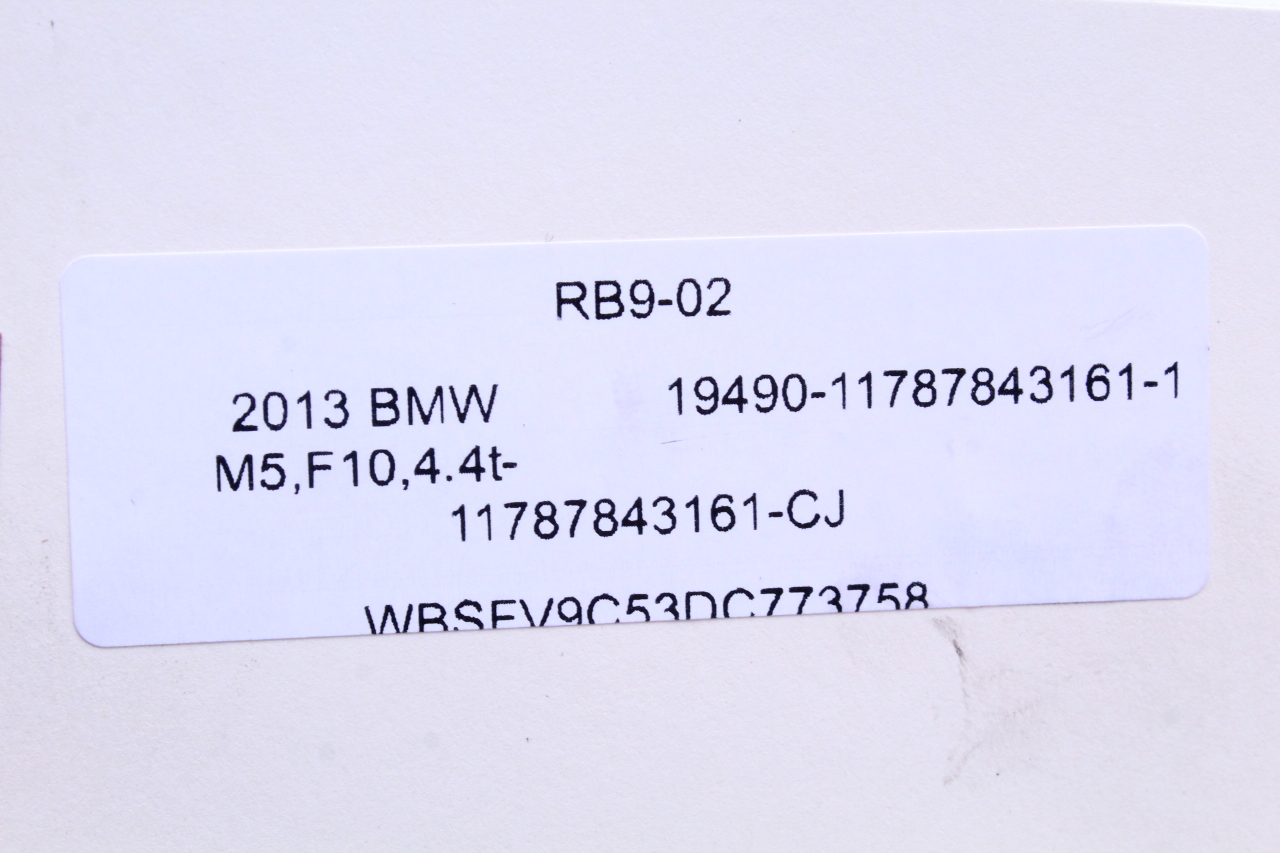 RB9-02
2013 BMW 19490-11787843161-1
M5,F10,4.4t-
11787843161-CJ
WBSFV9C53DC773758